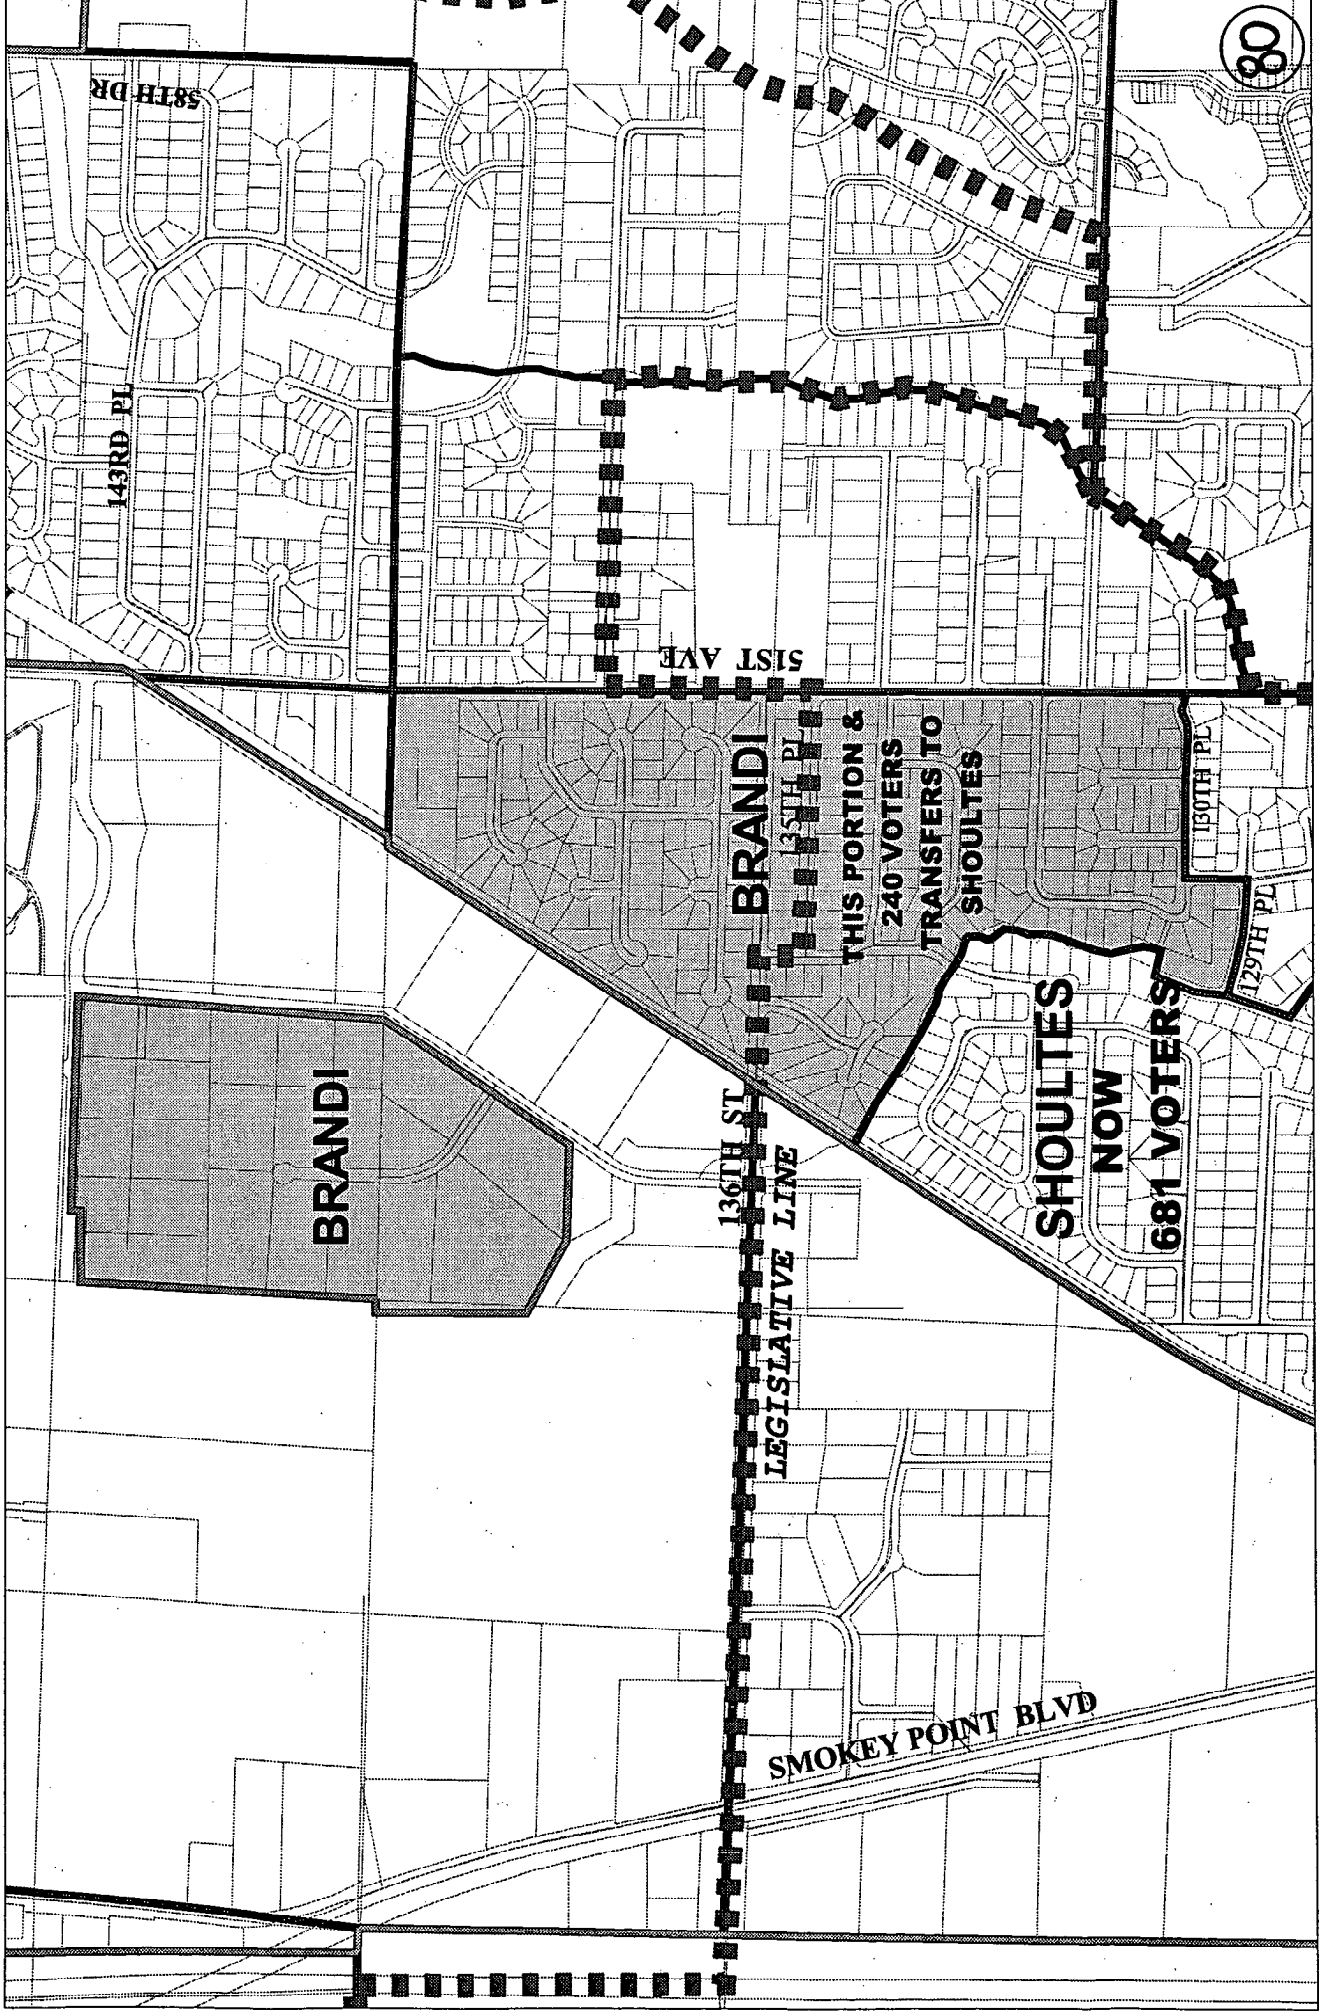 58TH DR
143RD PL
51ST AVE
BRANDI
135TH PL
THIS PORTION &
240 VOTERS
TRANSFERS TO
SHOULTES
130TH PL
129TH PL
BRANDI
136TH ST
LEGISLATIVE LINE
SHOULTES
NOW
681 VOTERS
SMOKEY POINT BLVD
80